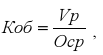 Коб = Vр / Оср ,